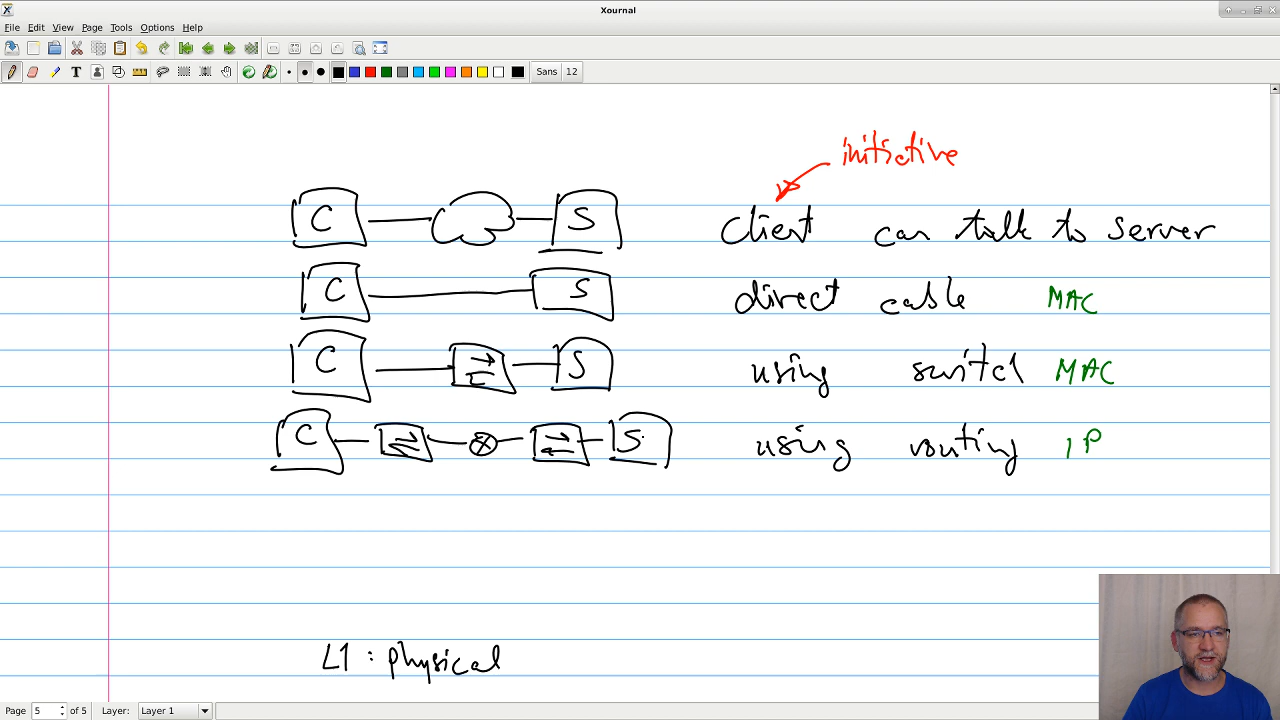 Xournal
File Edit View Page Tools Options Help
Sans 12
initiative
C S client can talk to server
C S direct cable MAC
C S using switch MAC
C S using routing IP
L1 : physical
Page 5 of 5 Layer: Layer 1